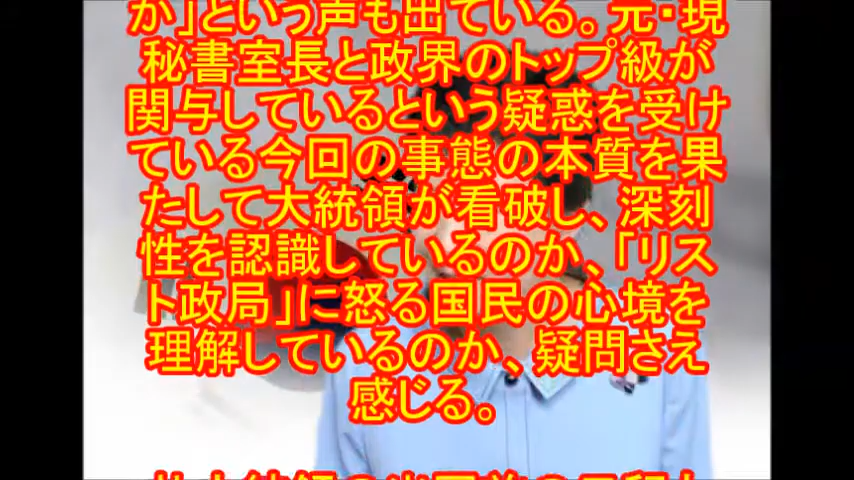 か」という声も出ている。元・現
秘書室長と政界のトップ級が
関与しているという疑惑を受け
ている今回の事態の本質を果
たして大統領が看破し、深刻
性を認識しているのか、「リス
ト政局」に怒る国民の心境を
理解しているのか、疑問さえ
感じる。